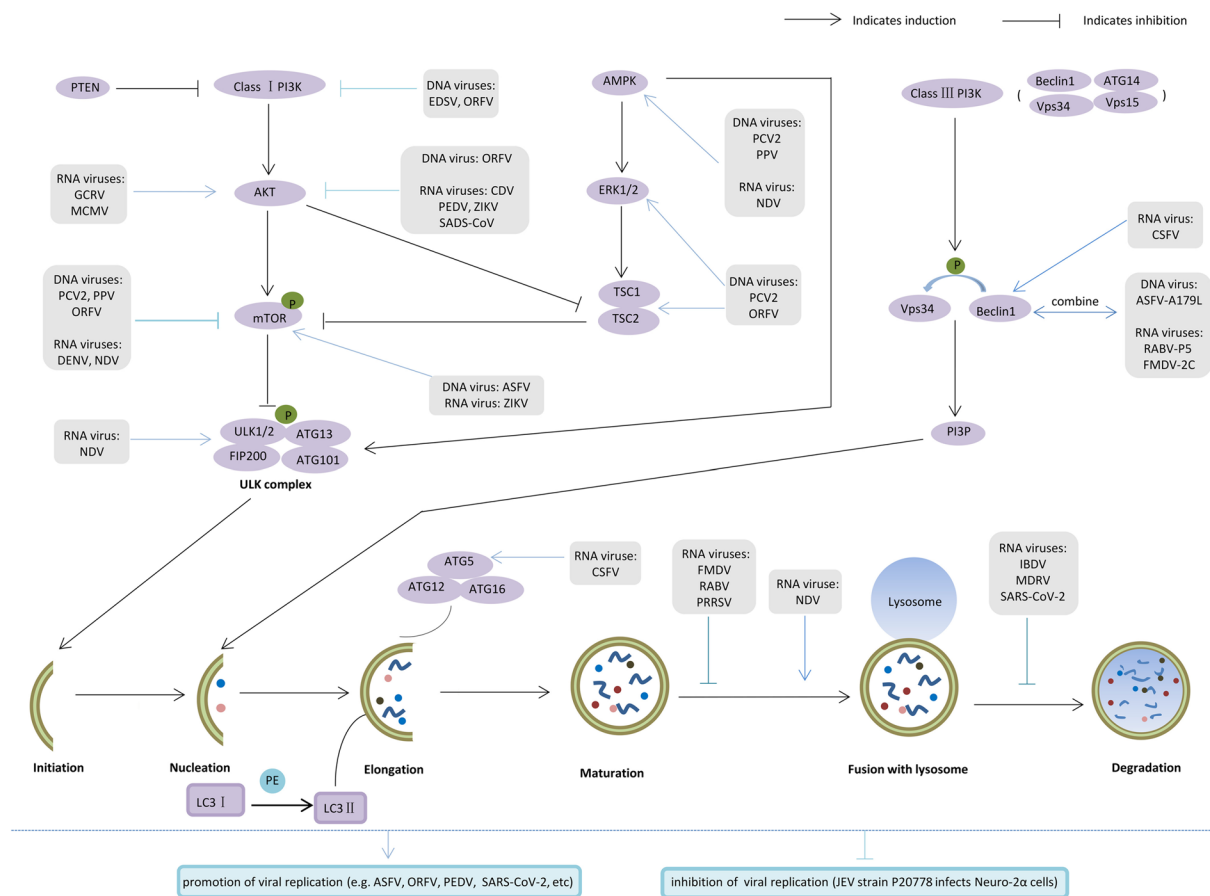 Indicates induction
Indicates inhibition
PTEN
Class Ⅰ PI3K
DNA viruses:
EDSV, ORFV
AMPK
Class Ⅲ PI3K
(
Beclin1
ATG14
Vps34
Vps15
)
DNA viruses:
PCV2
PPV
RNA virus:
NDV
RNA viruses:
GCRV
MCMV
AKT
DNA virus: ORFV
RNA viruses: CDV
PEDV, ZIKV
SADS-CoV
ERK1/2
RNA virus:
CSFV
DNA viruses:
PCV2, PPV
ORFV
RNA viruses:
DENV, NDV
P
mTOR
TSC1
TSC2
DNA viruses:
PCV2
ORFV
P
Vps34
Beclin1
combine
DNA virus:
ASFV-A179L
RNA viruses:
RABV-P5
FMDV-2C
DNA virus: ASFV
RNA virus: ZIKV
RNA virus:
NDV
P
ULK1/2
ATG13
FIP200
ATG101
ULK complex
PI3P
ATG5
ATG12
ATG16
RNA viruse:
CSFV
RNA viruses:
FMDV
RABV
PRRSV
RNA viruse:
NDV
Lysosome
RNA viruses:
IBDV
MDRV
SARS-CoV-2
Initiation
Nucleation
Elongation
Maturation
Fusion with lysosome
Degradation
PE
LC3 Ⅰ
LC3 Ⅱ
promotion of viral replication (e.g. ASFV, ORFV, PEDV, SARS-CoV-2, etc)
inhibition of viral replication (JEV strain P20778 infects Neuro-2α cells)